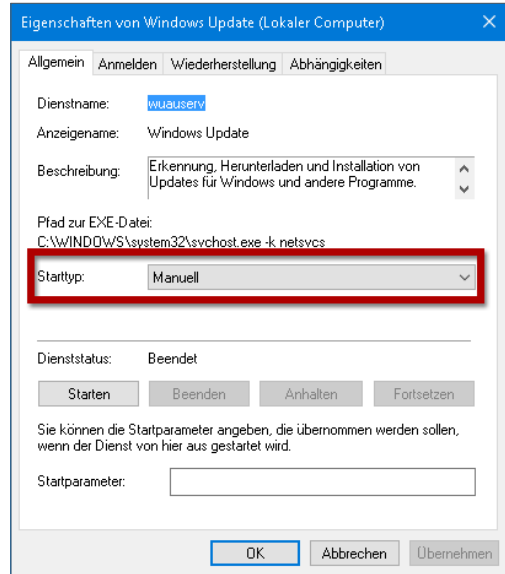 Eigenschaften von Windows Update (Lokaler Computer)
Allgemein Anmelden Wiederherstellung Abhängigkeiten
Dienstname: wuauserv
Anzeigename: Windows Update
Beschreibung: Erkennung, Herunterladen und Installation von
Updates für Windows und andere Programme.
Pfad zur EXE-Datei:
C:\WINDOWS\system32\svchost.exe -k netsvcs
Starttyp: Manuell
Dienststatus: Beendet
Starten Beenden Anhalten Fortsetzen
Sie können die Startparameter angeben, die übernommen werden sollen,
wenn der Dienst von hier aus gestartet wird.
Startparameter:
OK Abbrechen Übernehmen